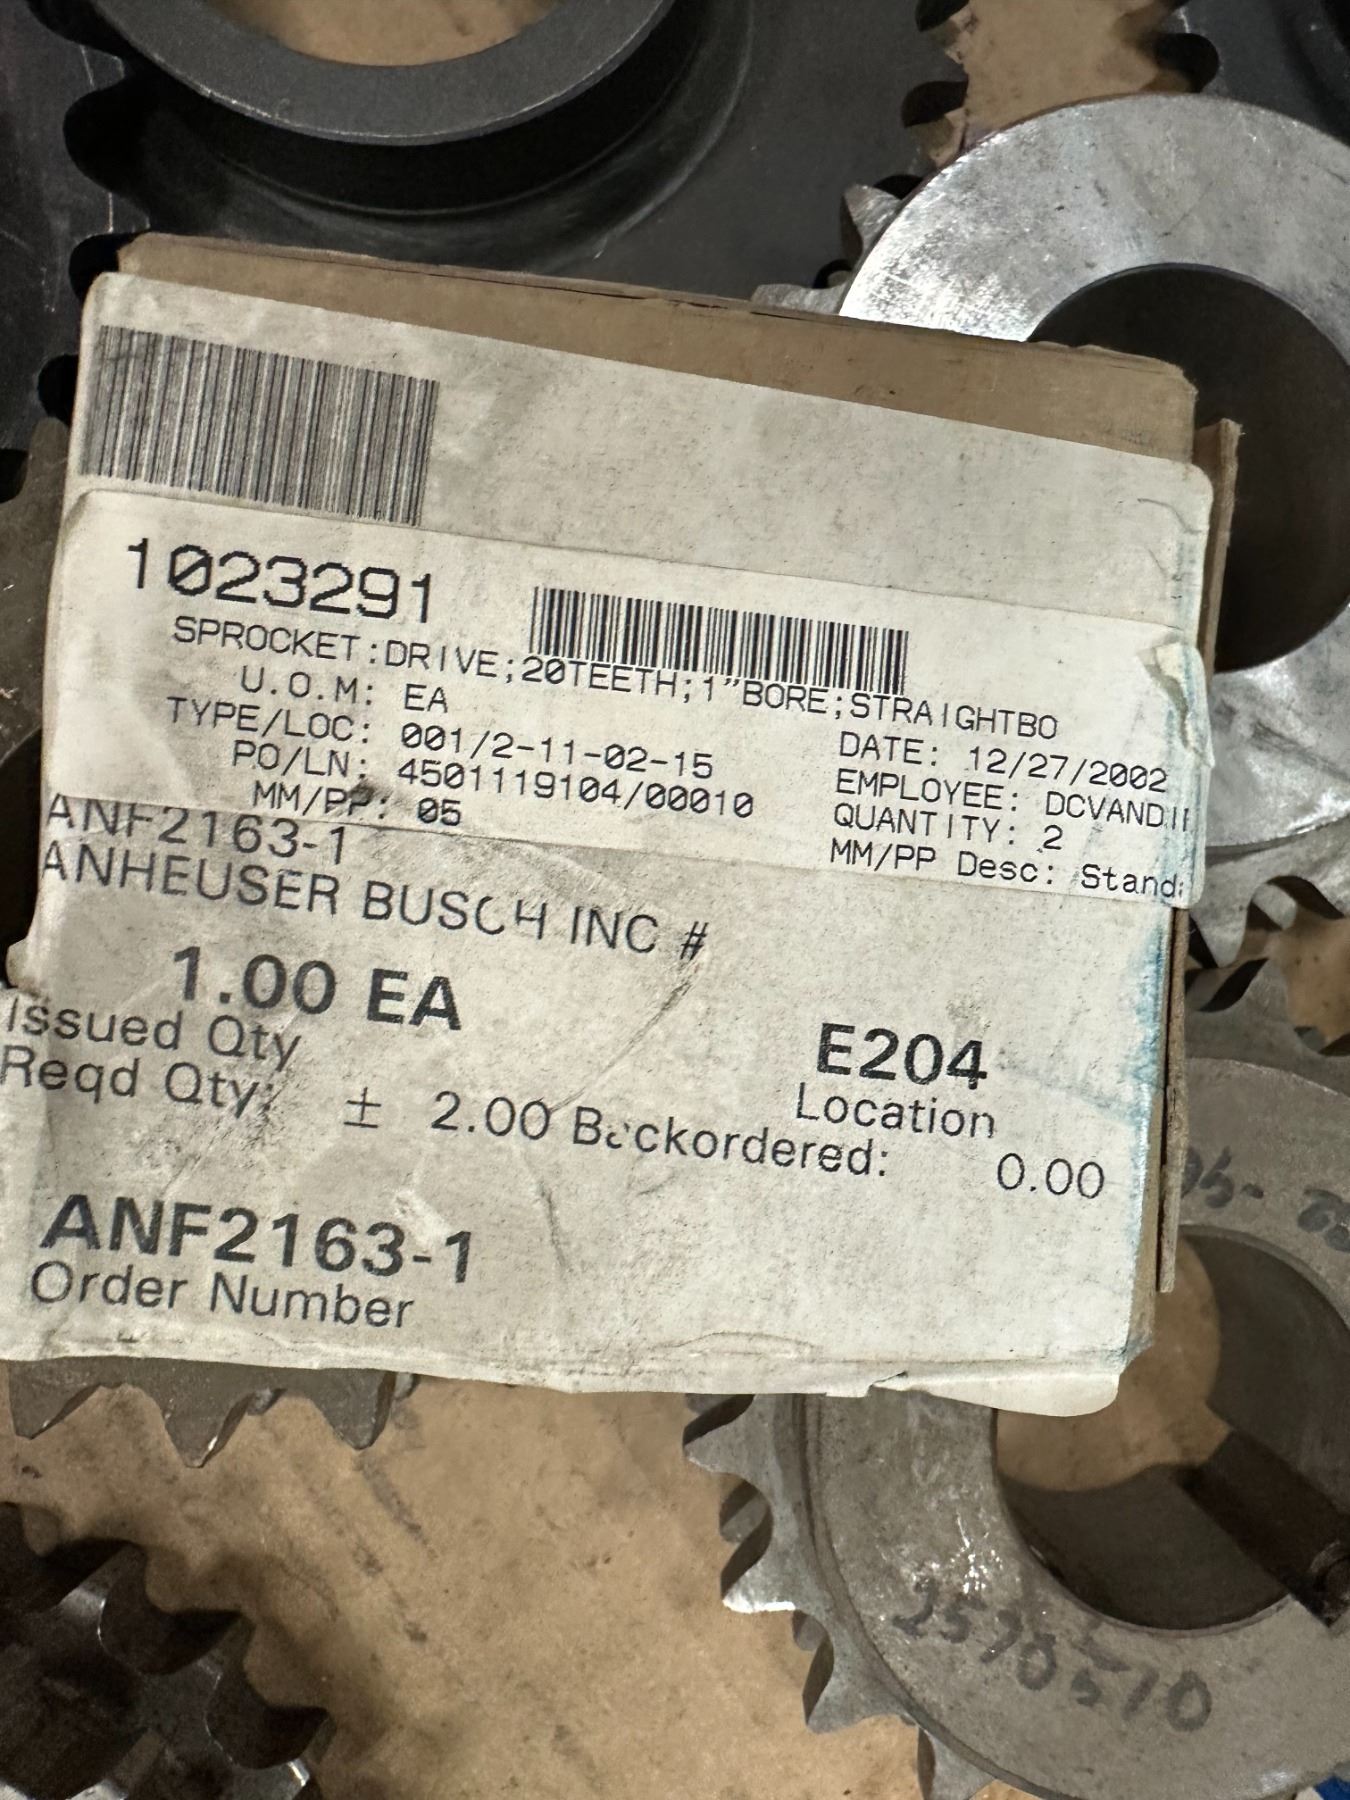 1023291
SPROCKET:DRIVE;20TEETH;1"BORE;STRAIGHTBO
U.O.M: EA
TYPE/LOC: 001/2-11-02-15
DATE: 12/27/2002
PO/LN: 4501119104/00010
EMPLOYEE: DCVANDI
MM/PP: 05
QUANTITY: 2
MM/PP Desc: Stand
ANF2163-1
ANHEUSER BUSCH INC #
1.00 EA
Issued Qty
E204
Location
Reqd Qty: ± 2.00 Backordered: 0.00
ANF2163-1
Order Number